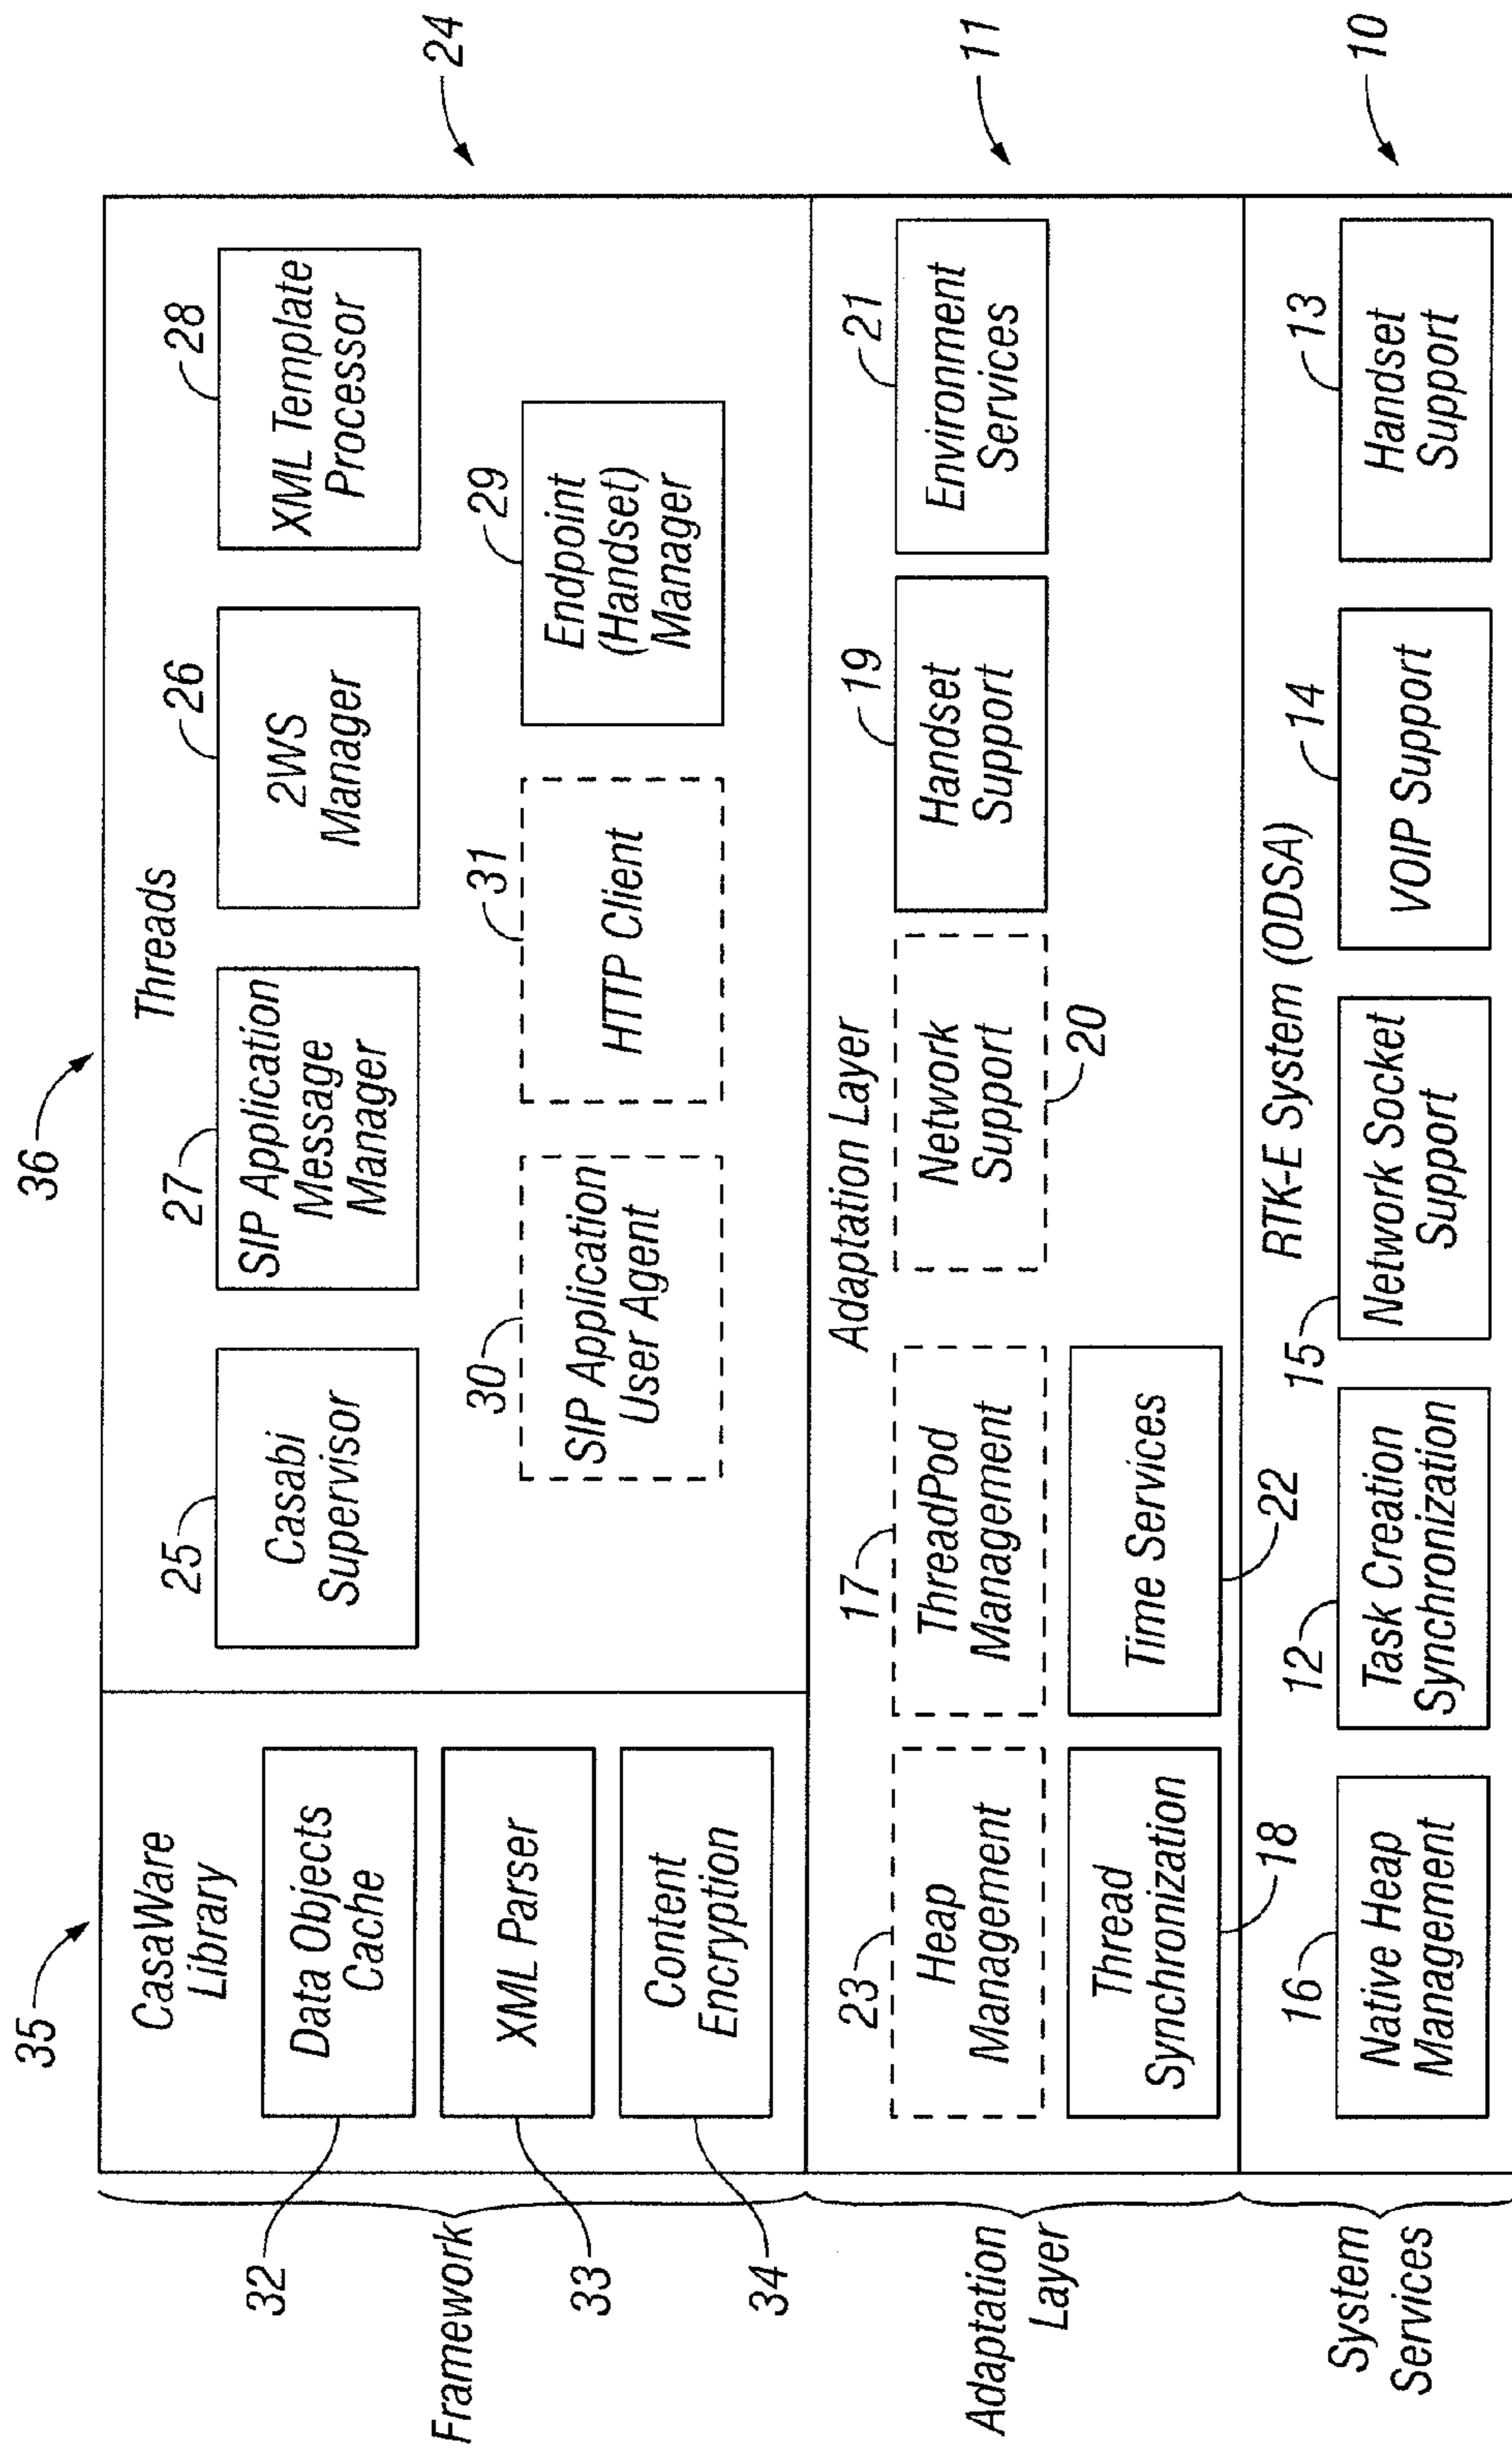 35
36
CasaWare
Library
Threads
24
32
Data Objects
Cache
33
XML Parser
34
Content
Encryption
Framework
25
Casabi
Supervisor
27
SIP Application
Message
Manager
26
2WS
Manager
28
XML Template
Processor
30
SIP Application
User Agent
31
HTTP Client
29
Endpoint
(Handset)
Manager
Adaptation
Layer
Adaptation Layer
11
23
Heap
Management
17
ThreadPod
Management
Network
Support
20
19
Handset
Support
21
Environment
Services
Thread
Synchronization
18
Time Services
22
System
Services
RTK-E System (ODSA)
10
16
Native Heap
Management
12
Task Creation
Synchronization
15
Network Socket
Support
14
VOIP Support
13
Handset
Support